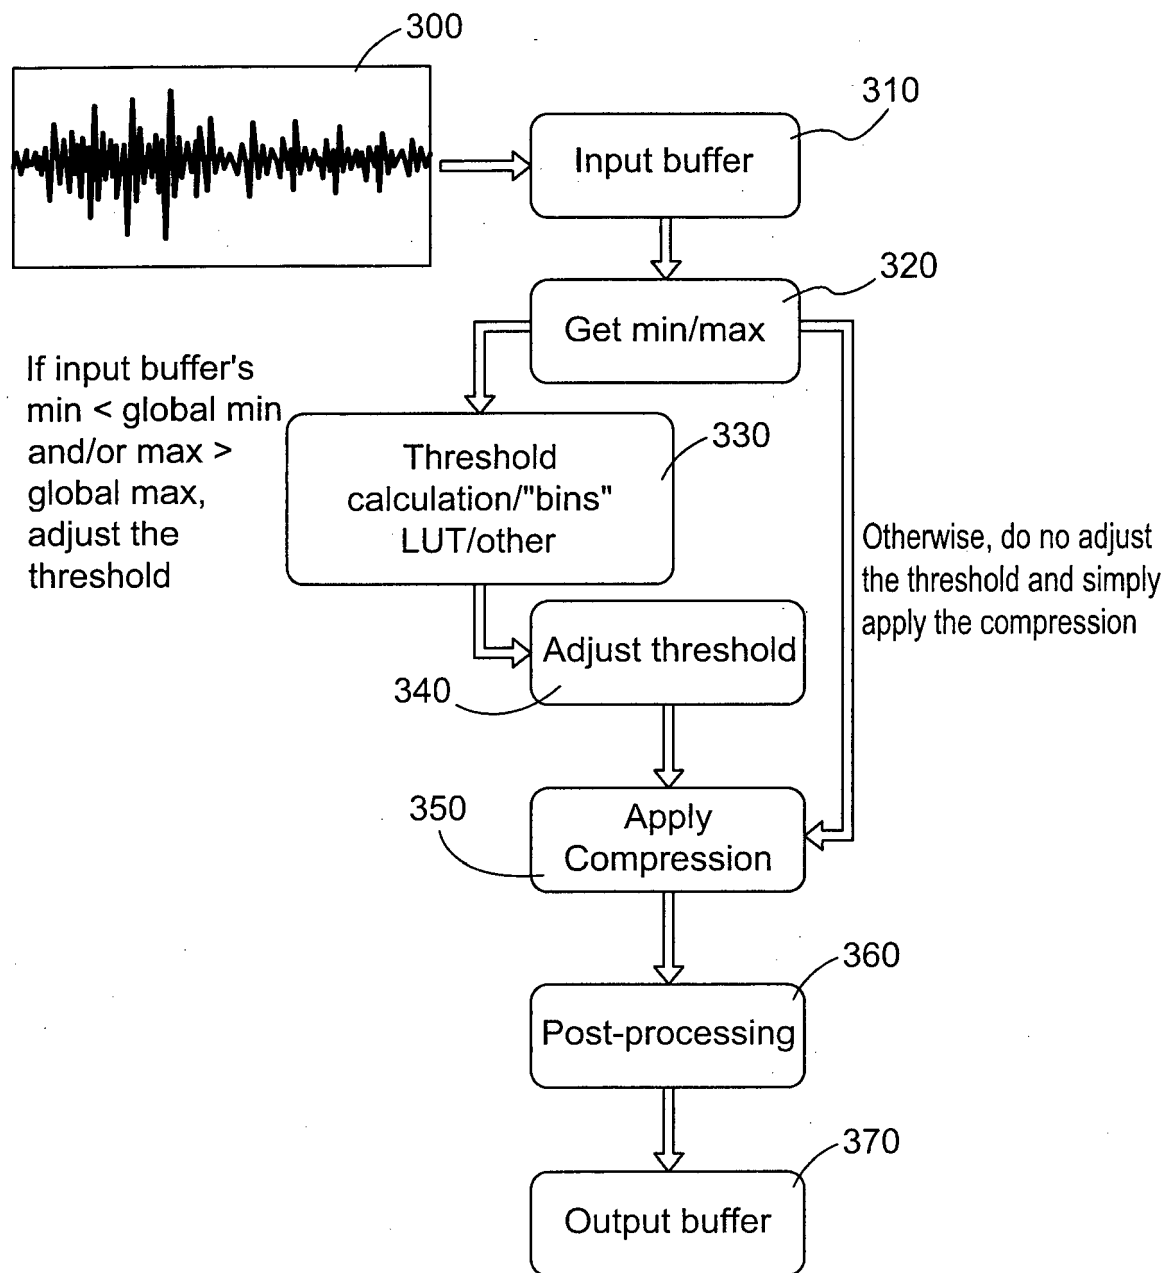 300
310
Input buffer
320
Get min/max
If input buffer's
min < global min
and/or max >
global max,
adjust the
threshold
330
Threshold
calculation/"bins"
LUT/other
Otherwise, do no adjust
the threshold and simply
apply the compression
Adjust threshold
340
350
Apply
Compression
360
Post-processing
370
Output buffer